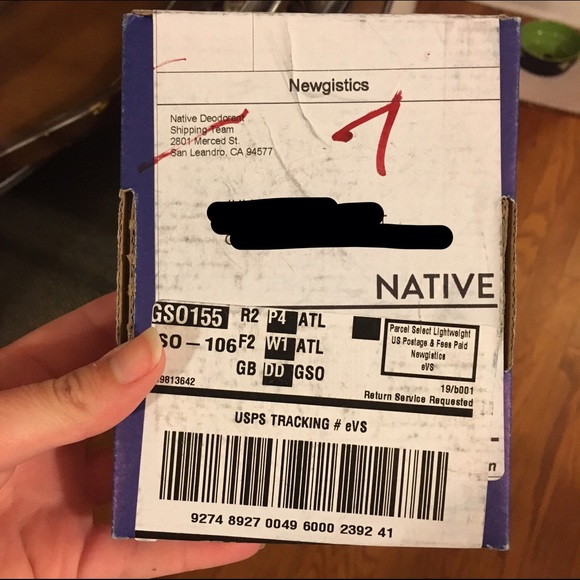 Newgistics
Native Deodorant
Shipping Team
2801 Merced St.
San Leandro, CA 94577
1
NATIVE
GSO155 R2 P4 ATL
SO – 106 F2 W1 ATL
GB DD GSO
9813642
Parcel Select Lightweight
US Postage & Fees Paid
Newgistics
eVS
19/b001
Return Service Requested
USPS TRACKING # eVS
n
9274 8927 0049 6000 2392 41